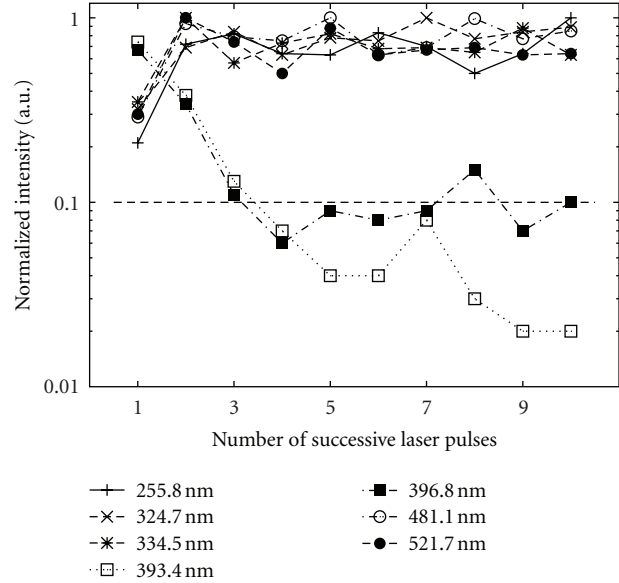 1
0.1
0.01
Normalized intensity (a.u.)
1 3 5 7 9
Number of successive laser pulses
255.8 nm
324.7 nm
334.5 nm
393.4 nm
396.8 nm
481.1 nm
521.7 nm